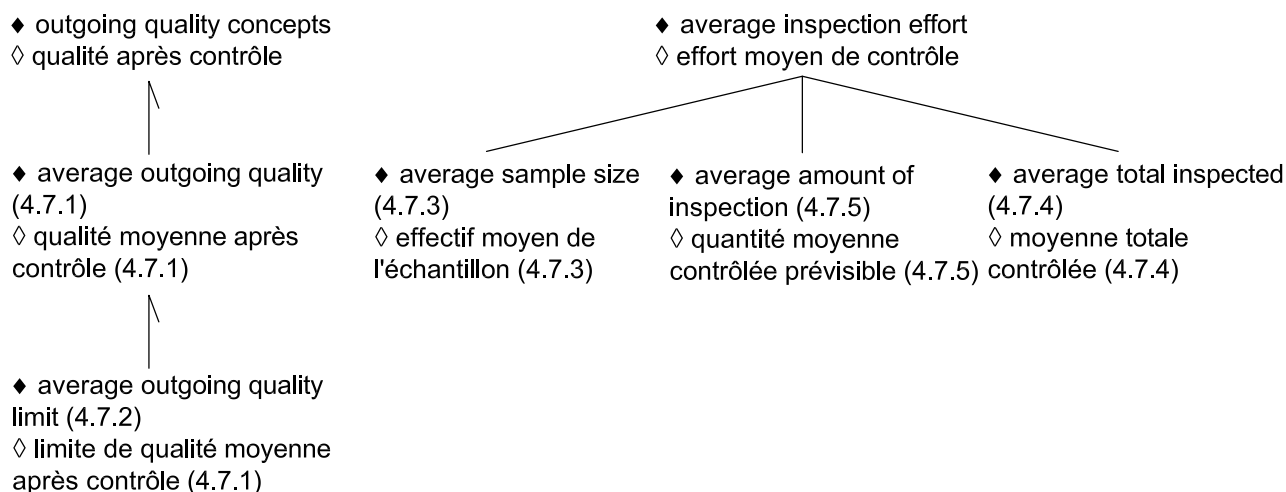 ♦ outgoing quality concepts
◊ qualité après contrôle
♦ average inspection effort
◊ effort moyen de contrôle
♦ average outgoing quality
(4.7.1)
◊ qualité moyenne après
contrôle (4.7.1)
♦ average sample size
(4.7.3)
◊ effectif moyen de
l'échantillon (4.7.3)
♦ average amount of
inspection (4.7.5)
◊ quantité moyenne
contrôlée prévisible (4.7.5)
♦ average total inspected
(4.7.4)
◊ moyenne totale
contrôlée (4.7.4)
♦ average outgoing quality
limit (4.7.2)
◊ limite de qualité moyenne
après contrôle (4.7.1)